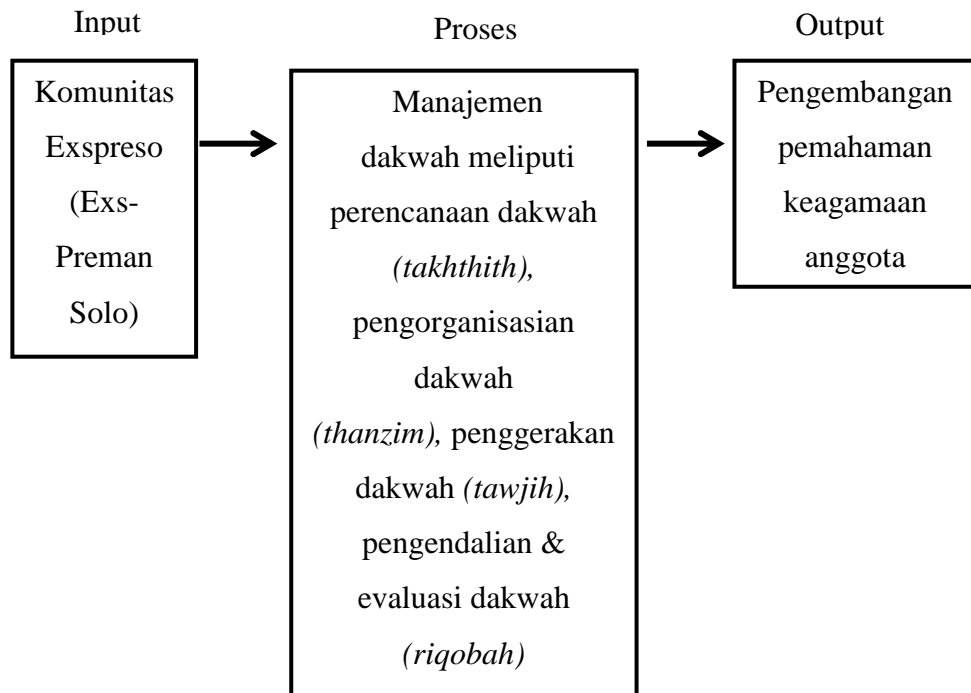 Input
Komunitas
Exspreso
(Exs-
Preman
Solo)
Proses
Manajemen
dakwah meliputi
perencanaan dakwah
(takhthith),
pengorganisasian
dakwah
(thanzim), penggerakan
dakwah (tawjih),
pengendalian &
evaluasi dakwah
(riqobah)
Output
Pengembangan
pemahaman
keagamaan
anggota